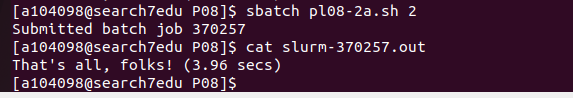 [a104098@search7edu P08]$ sbatch pl08-2a.sh 2
Submitted batch job 370257
[a104098@search7edu P08]$ cat slurm-370257.out
That's all, folks! (3.96 secs)
[a104098@search7edu P08]$